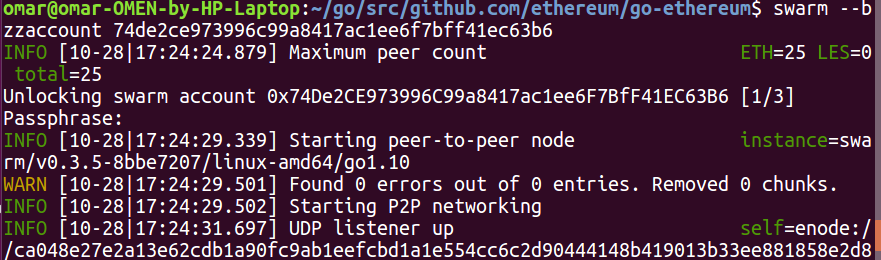 omar@omar-OMEN-by-HP-Laptop:~/go/src/github.com/ethereum/go-ethereum$ swarm --b
zzaccount 74de2ce973996c99a8417ac1ee6f7bff41ec63b6
INFO [10-28|17:24:24.879] Maximum peer count ETH=25 LES=0
total=25
Unlocking swarm account 0x74De2CE973996C99a8417ac1ee6F7BfF41EC63B6 [1/3]
Passphrase:
INFO [10-28|17:24:29.339] Starting peer-to-peer node instance=swa
rm/v0.3.5-8bbe7207/linux-amd64/go1.10
WARN [10-28|17:24:29.501] Found 0 errors out of 0 entries. Removed 0 chunks.
INFO [10-28|17:24:29.502] Starting P2P networking
INFO [10-28|17:24:31.697] UDP listener up self=enode:/
/ca048e27e2a13e62cdb1a90fc9ab1eefcbd1a1e554cc6c2d90444148b419013b33ee881858e2d8